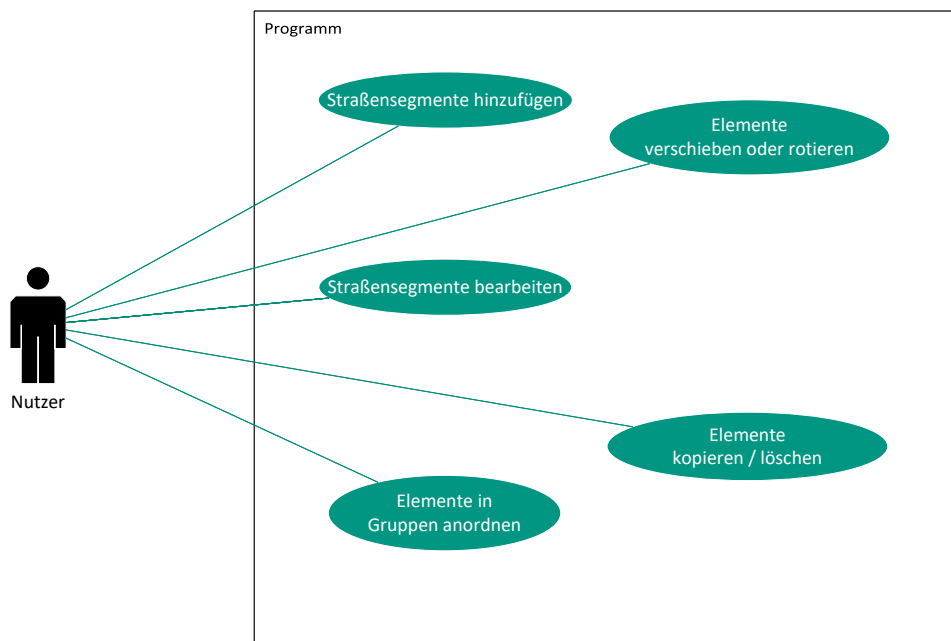 Programm
Straßensegmente hinzufügen
Elemente
verschieben oder rotieren
Straßensegmente bearbeiten
Nutzer
Elemente
kopieren / löschen
Elemente in
Gruppen anordnen